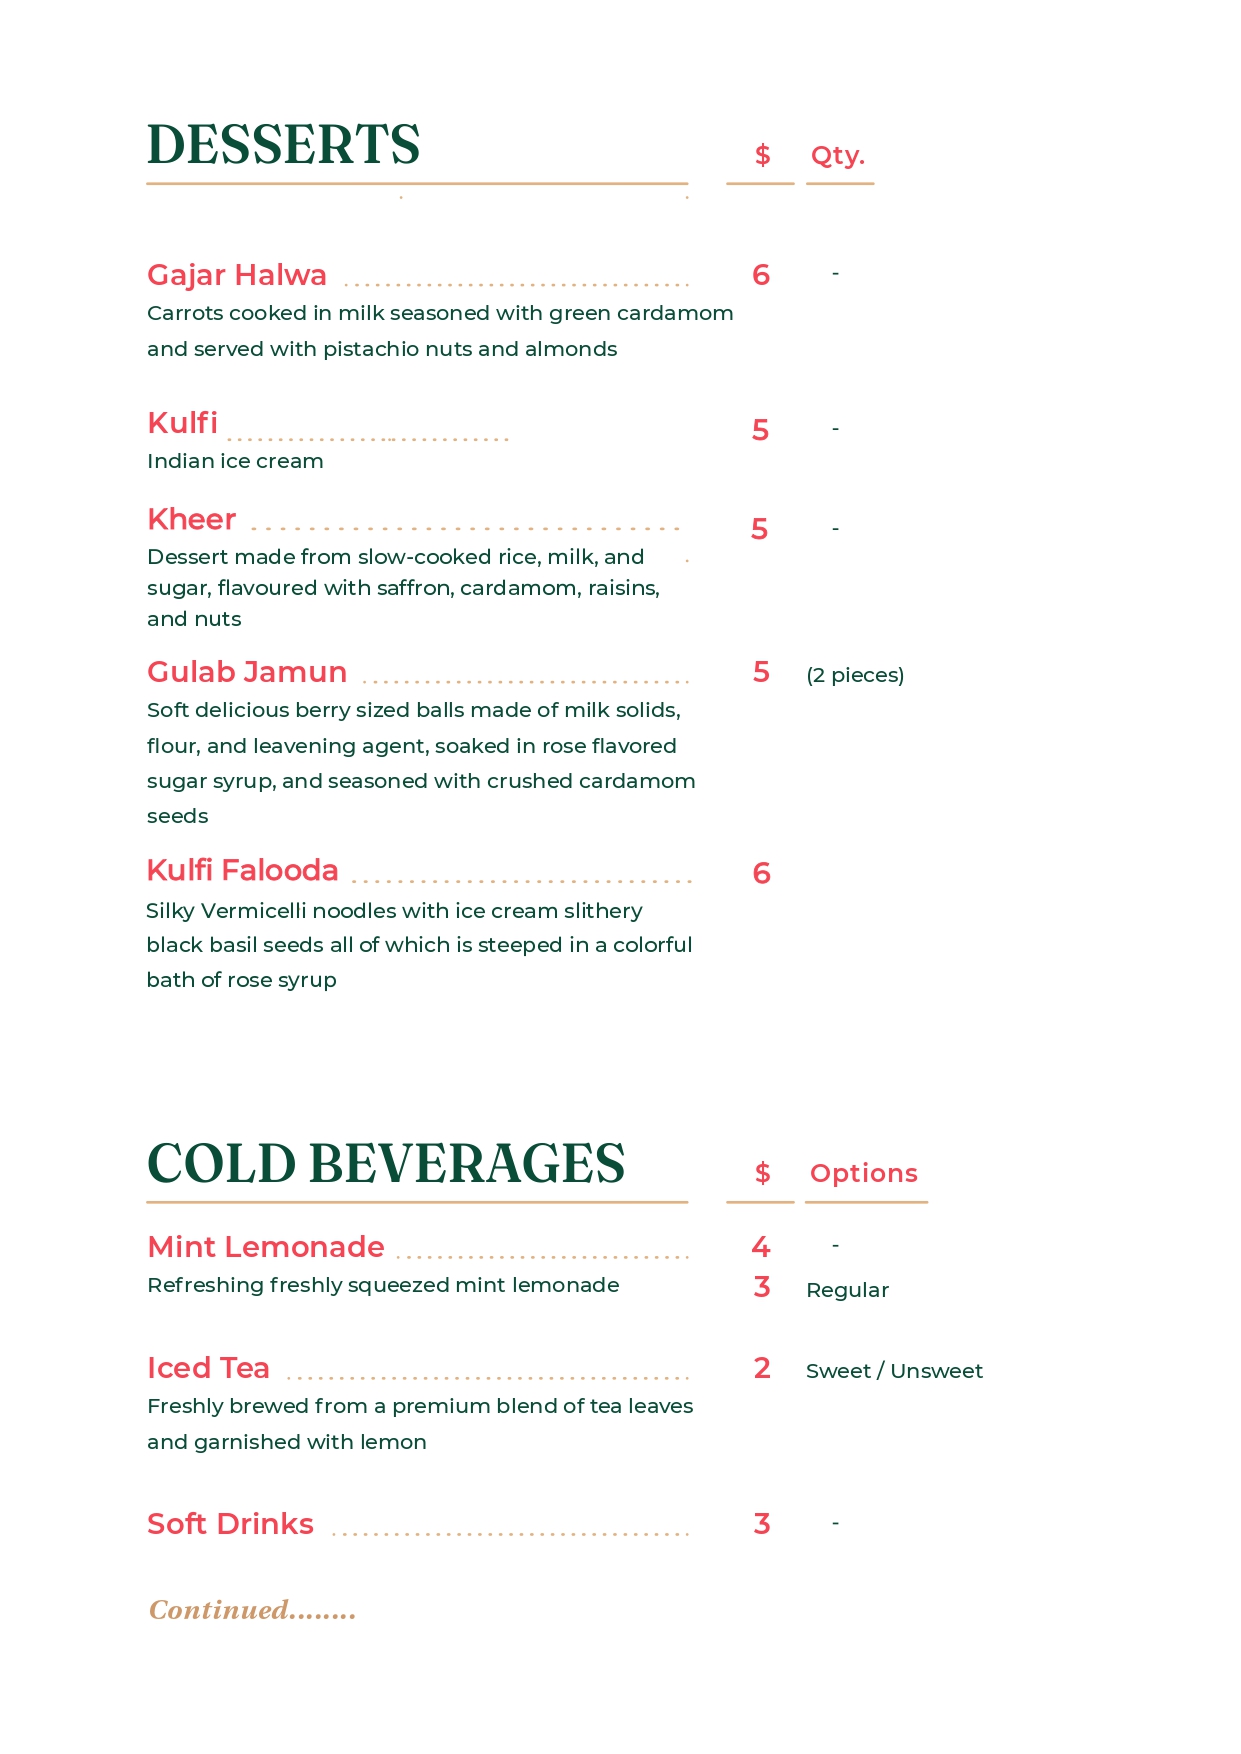 DESSERTS $ Qty.
Gajar Halwa ................................... 6 -
Carrots cooked in milk seasoned with green cardamom
and served with pistachio nuts and almonds
Kulfi ............................ 5 -
Indian ice cream
Kheer .............................. 5 -
Dessert made from slow-cooked rice, milk, and
sugar, flavoured with saffron, cardamom, raisins,
and nuts
Gulab Jamun ................................ 5 (2 pieces)
Soft delicious berry sized balls made of milk solids,
flour, and leavening agent, soaked in rose flavored
sugar syrup, and seasoned with crushed cardamom
seeds
Kulfi Falooda .............................. 6
Silky Vermicelli noodles with ice cream slithery
black basil seeds all of which is steeped in a colorful
bath of rose syrup
COLD BEVERAGES $ Options
Mint Lemonade ............................. 4 -
Refreshing freshly squeezed mint lemonade 3 Regular
Iced Tea ........................................ 2 Sweet / Unsweet
Freshly brewed from a premium blend of tea leaves
and garnished with lemon
Soft Drinks ................................... 3 -
Continued........